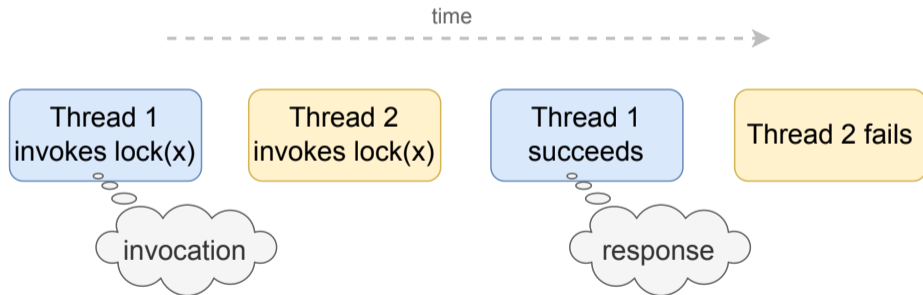 time
Thread 1
invokes lock(x)
Thread 2
invokes lock(x)
Thread 1
succeeds
Thread 2 fails
invocation
response